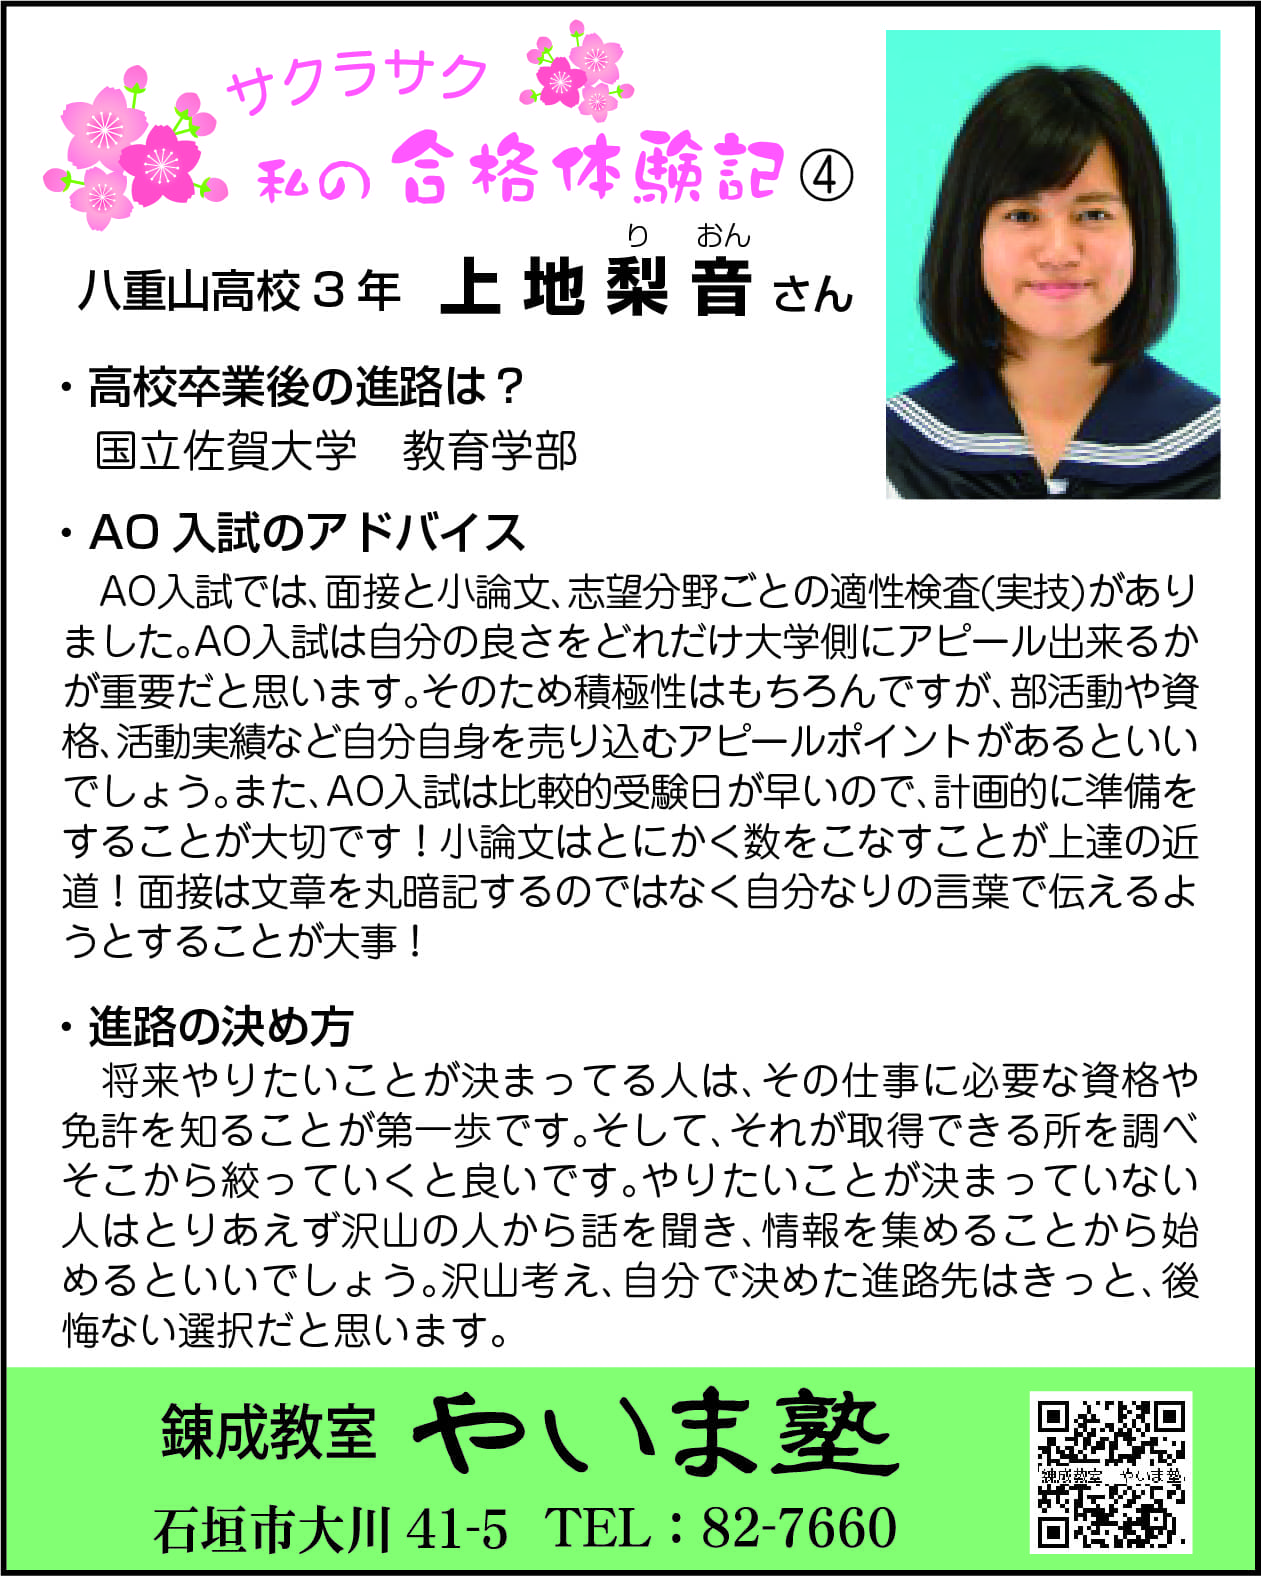 サクラサク
私の合格体験記④
り おん
八重山高校3年 上地梨音さん
・高校卒業後の進路は？
国立佐賀大学 教育学部
・AO入試のアドバイス
AO入試では、面接と小論文、志望分野ごとの適性検査(実技)があり
ました。AO入試は自分の良さをどれだけ大学側にアピール出来るか
が重要だと思います。そのため積極性はもちろんですが、部活動や資
格、活動実績など自分自身を売り込むアピールポイントがあるといい
でしょう。また、AO入試は比較的受験日が早いので、計画的に準備を
することが大切です！小論文はとにかく数をこなすことが上達の近
道！面接は文章を丸暗記するのではなく自分なりの言葉で伝えるよ
うとすることが大事！
・進路の決め方
将来やりたいことが決まってる人は、その仕事に必要な資格や
免許を知ることが第一歩です。そして、それが取得できる所を調べ
そこから絞っていくと良いです。やりたいことが決まっていない
人はとりあえず沢山の人から話を聞き、情報を集めることから始
めるといいでしょう。沢山考え、自分で決めた進路先はきっと、後
悔ない選択だと思います。
錬成教室 やいま塾
石垣市大川41-5 TEL：82-7660
錬成教室 やいま塾